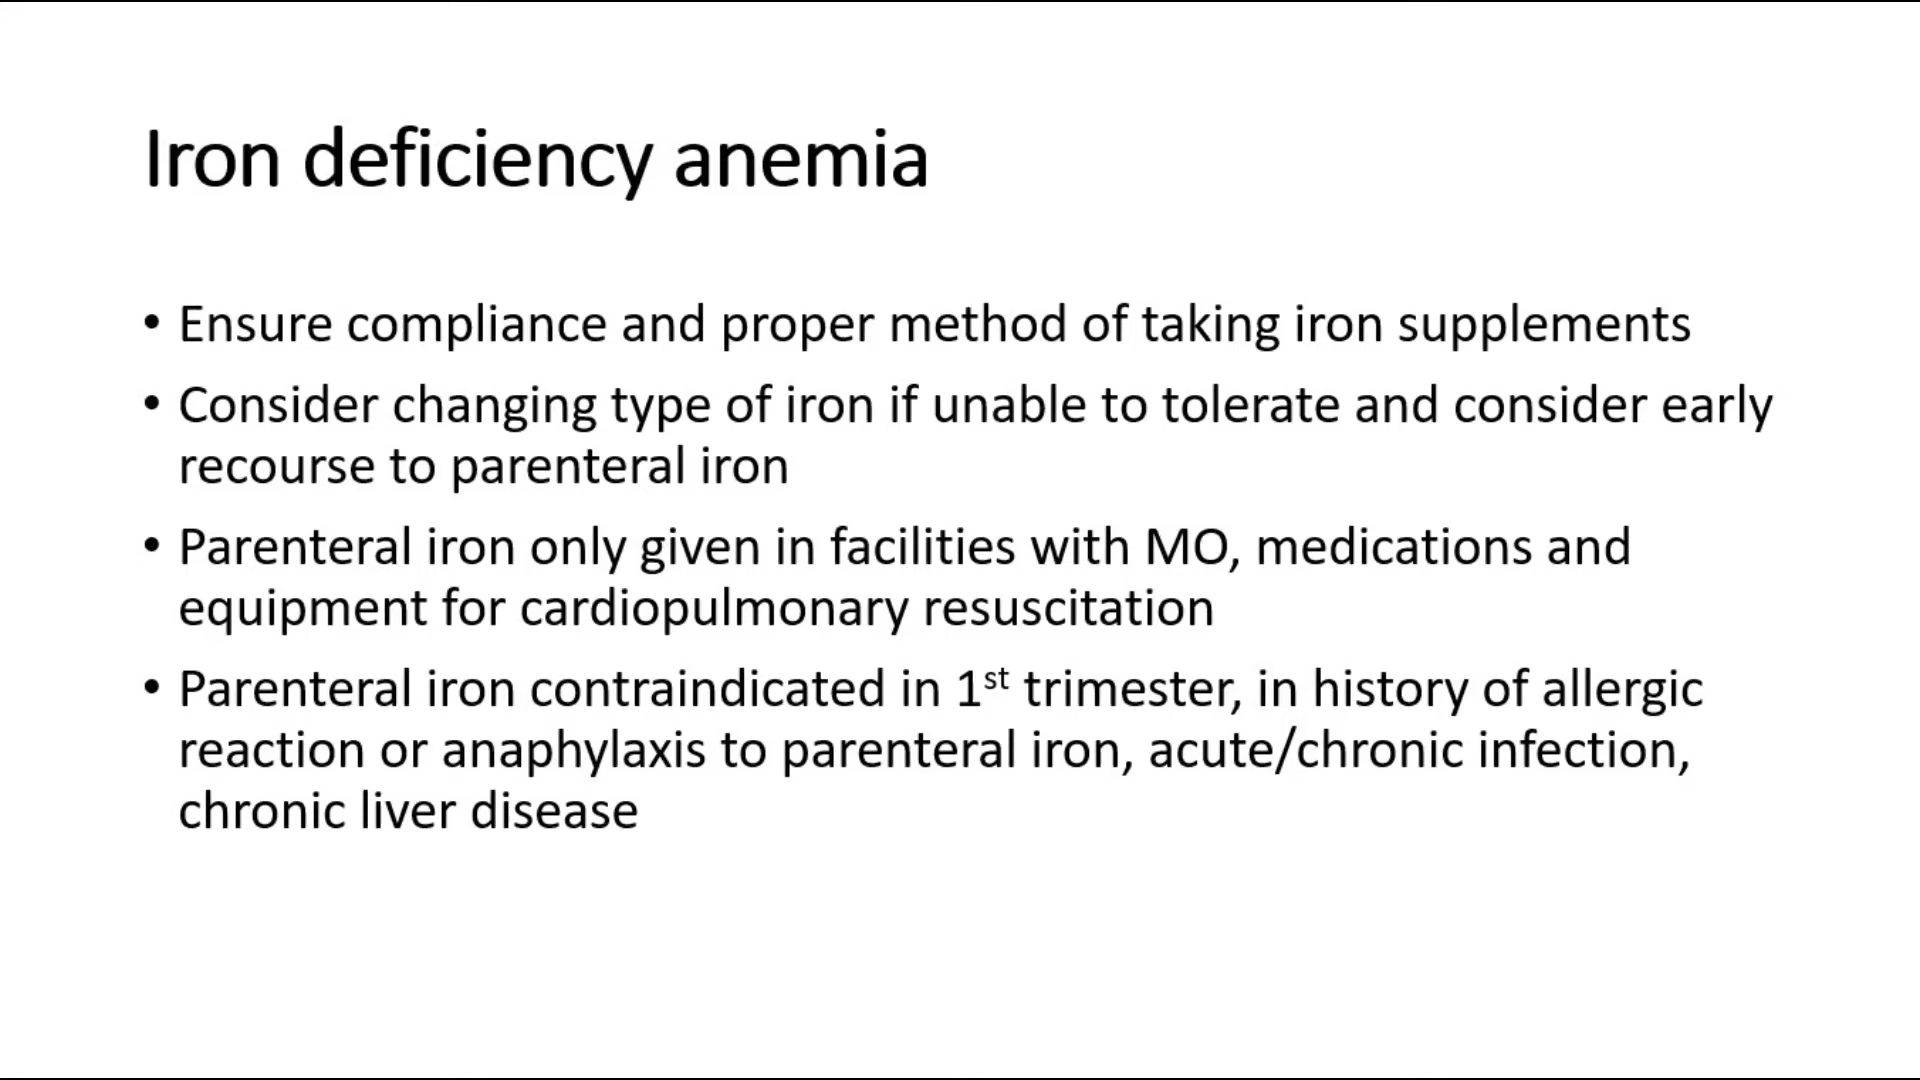 Iron deficiency anemia
• Ensure compliance and proper method of taking iron supplements
• Consider changing type of iron if unable to tolerate and consider early
recourse to parenteral iron
• Parenteral iron only given in facilities with MO, medications and
equipment for cardiopulmonary resuscitation
• Parenteral iron contraindicated in 1st trimester, in history of allergic
reaction or anaphylaxis to parenteral iron, acute/chronic infection,
chronic liver disease